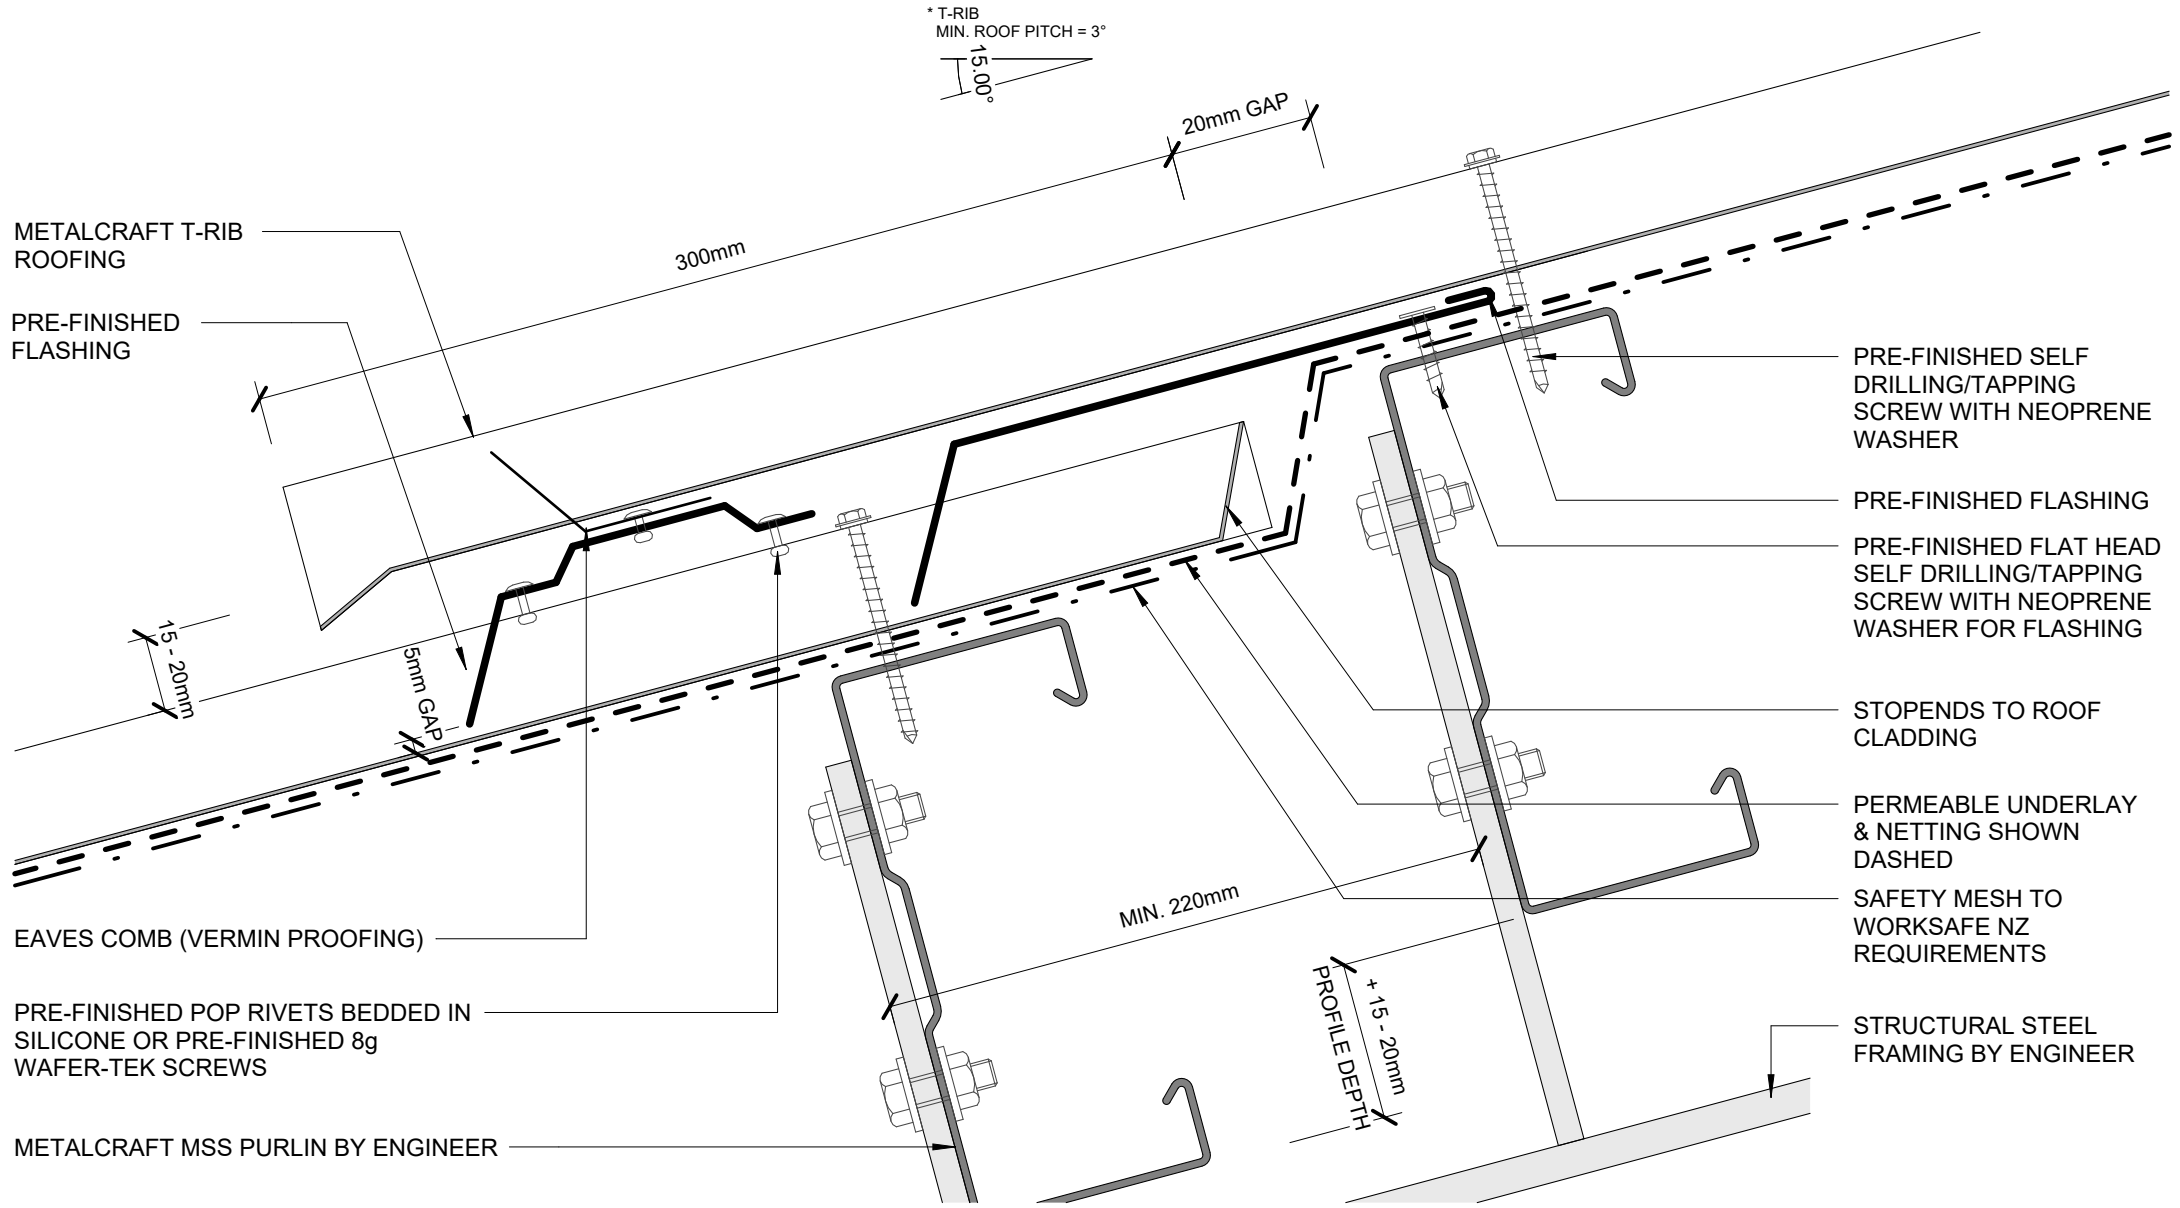 * T-RIB
MIN. ROOF PITCH = 3°
15.00°
20mm GAP
300mm
METALCRAFT T-RIB
ROOFING
PRE-FINISHED
FLASHING
15 - 20mm
5mm GAP
EAVES COMB (VERMIN PROOFING)
PRE-FINISHED POP RIVETS BEDDED IN
SILICONE OR PRE-FINISHED 8g
WAFER-TEK SCREWS
METALCRAFT MSS PURLIN BY ENGINEER
MIN. 220mm
PROFILE DEPTH
+ 15 - 20mm
PRE-FINISHED SELF
DRILLING/TAPPING
SCREW WITH NEOPRENE
WASHER
PRE-FINISHED FLASHING
PRE-FINISHED FLAT HEAD
SELF DRILLING/TAPPING
SCREW WITH NEOPRENE
WASHER FOR FLASHING
STOPENDS TO ROOF
CLADDING
PERMEABLE UNDERLAY
& NETTING SHOWN
DASHED
SAFETY MESH TO
WORKSAFE NZ
REQUIREMENTS
STRUCTURAL STEEL
FRAMING BY ENGINEER